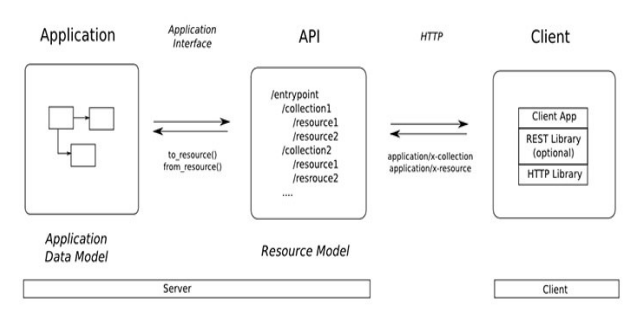 Application
Application
Interface
API
HTTP
Client
/entrypoint
/collection1
/resource1
/resource2
/collection2
/resource1
/resrouce2
....
to_resource()
from_resource()
application/x-collection
application/x-resource
Client App
REST Library
(optional)
HTTP Library
Application
Data Model
Resource Model
Server
Client